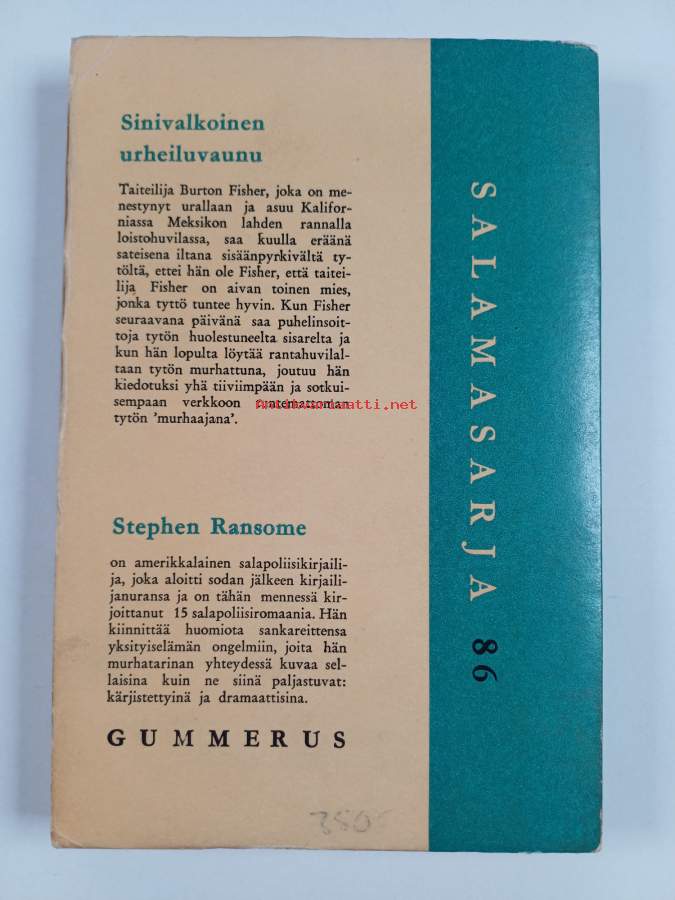 Sinivalkoinen
urheiluvaunu
Taiteilija Burton Fisher, joka on me-
nestynyt urallaan ja asuu Kalifor-
niassa Meksikon lahden rannalla
loistohuvilassa, saa kuulla eräänä
sateisena iltana sisäänpyrkivältä ty-
töltä, ettei hän ole Fisher, että taitei-
lija Fisher on aivan toinen mies,
jonka tyttö tuntee hyvin. Kun Fisher
seuraavana päivänä saa puhelinsoit-
toja tytön huolestuneelta sisarelta ja
kun hän lopulta löytää rantahuvilal-
taan tytön murhattuna, joutuu hän
kiedotuksi yhä tiiviimpään ja sotkui-
sempaan verkkoon
tytön 'murhaajana'.
Antikvariaatti.net
Stephen Ransome
on amerikkalainen salapoliisikirjaili-
ja, joka aloitti sodan jälkeen kirjaili-
januransa ja on tähän mennessä kir-
joittanut 15 salapoliisiromaania. Hän
kiinnittää huomiota sankareittensa
yksityiselämän ongelmiin, joita hän
murhatarinan yhteydessä kuvaa sel-
laisina kuin ne siinä paljastuvat:
kärjistettyinä ja dramaattisina.
GUMMERUS
SALAMASARJA 86